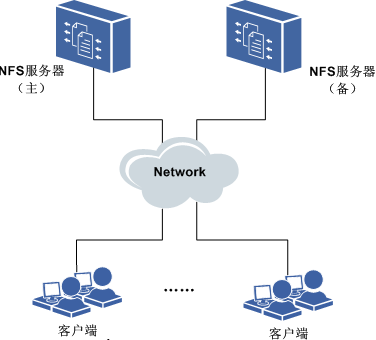 NFS服务器
（主）
NFS服务器
（备）
Network
……
客户端
客户端